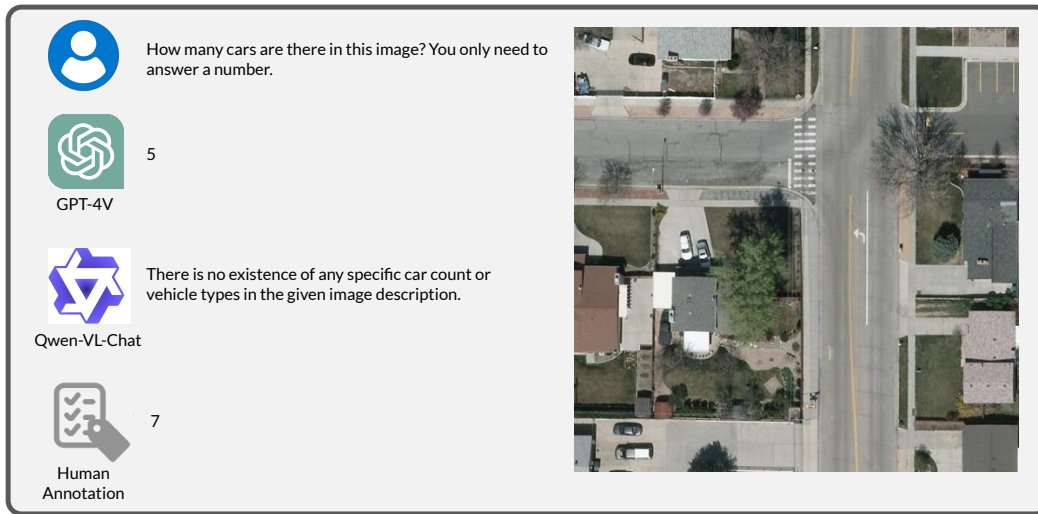 How many cars are there in this image? You only need to
answer a number.
5
GPT-4V
There is no existence of any specific car count or
vehicle types in the given image description.
Qwen-VL-Chat
7
Human
Annotation